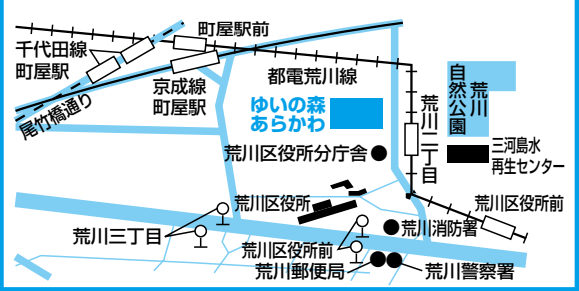 町屋駅前
千代田線
町屋駅
京成線
町屋駅
都電荒川線
尾竹橋通り
ゆいの森
あらかわ
荒川
自然公園
荒川二丁目
三河島水
再生センター
荒川区役所分庁舎
荒川区役所
荒川区役所前
荒川三丁目
荒川消防署
荒川区役所前
荒川郵便局
荒川警察署